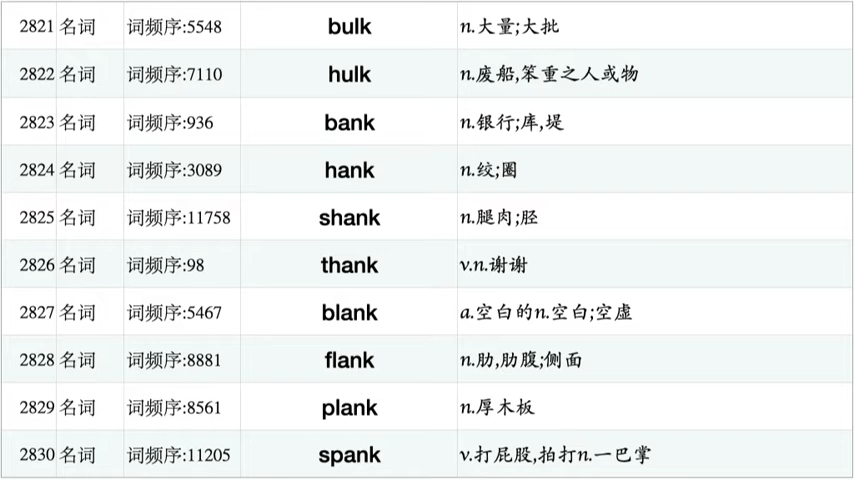 2821 名词 词频序:5548 bulk n.大量;大批
2822 名词 词频序:7110 hulk n.废船,笨重之人或物
2823 名词 词频序:936 bank n.银行;库,堤
2824 名词 词频序:3089 hank n.绞;圈
2825 名词 词频序:11758 shank n.腿肉;胫
2826 名词 词频序:98 thank v.n.谢谢
2827 名词 词频序:5467 blank a.空白的n.空白;空虚
2828 名词 词频序:8881 flank n.肋,肋腹;侧面
2829 名词 词频序:8561 plank n.厚木板
2830 名词 词频序:11205 spank v.打屁股,拍打n.一巴掌